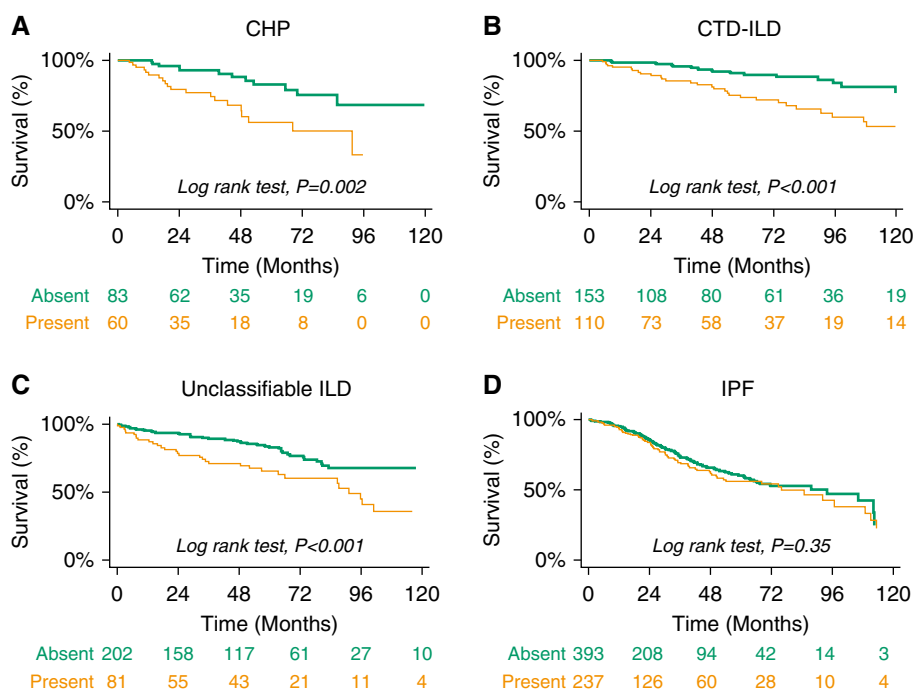 A CHP
100%
50%
0%
Survival (%)
Log rank test, P=0.002
0 24 48 72 96 120
Time (Months)
Absent 83 62 35 19 6 0
Present 60 35 18 8 0 0
B CTD-ILD
100%
50%
0%
Survival (%)
Log rank test, P<0.001
0 24 48 72 96 120
Time (Months)
Absent 153 108 80 61 36 19
Present 110 73 58 37 19 14
C Unclassifiable ILD
100%
50%
0%
Survival (%)
Log rank test, P<0.001
0 24 48 72 96 120
Time (Months)
Absent 202 158 117 61 27 10
Present 81 55 43 21 11 4
D IPF
100%
50%
0%
Survival (%)
Log rank test, P=0.35
0 24 48 72 96 120
Time (Months)
Absent 393 208 94 42 14 3
Present 237 126 60 28 10 4